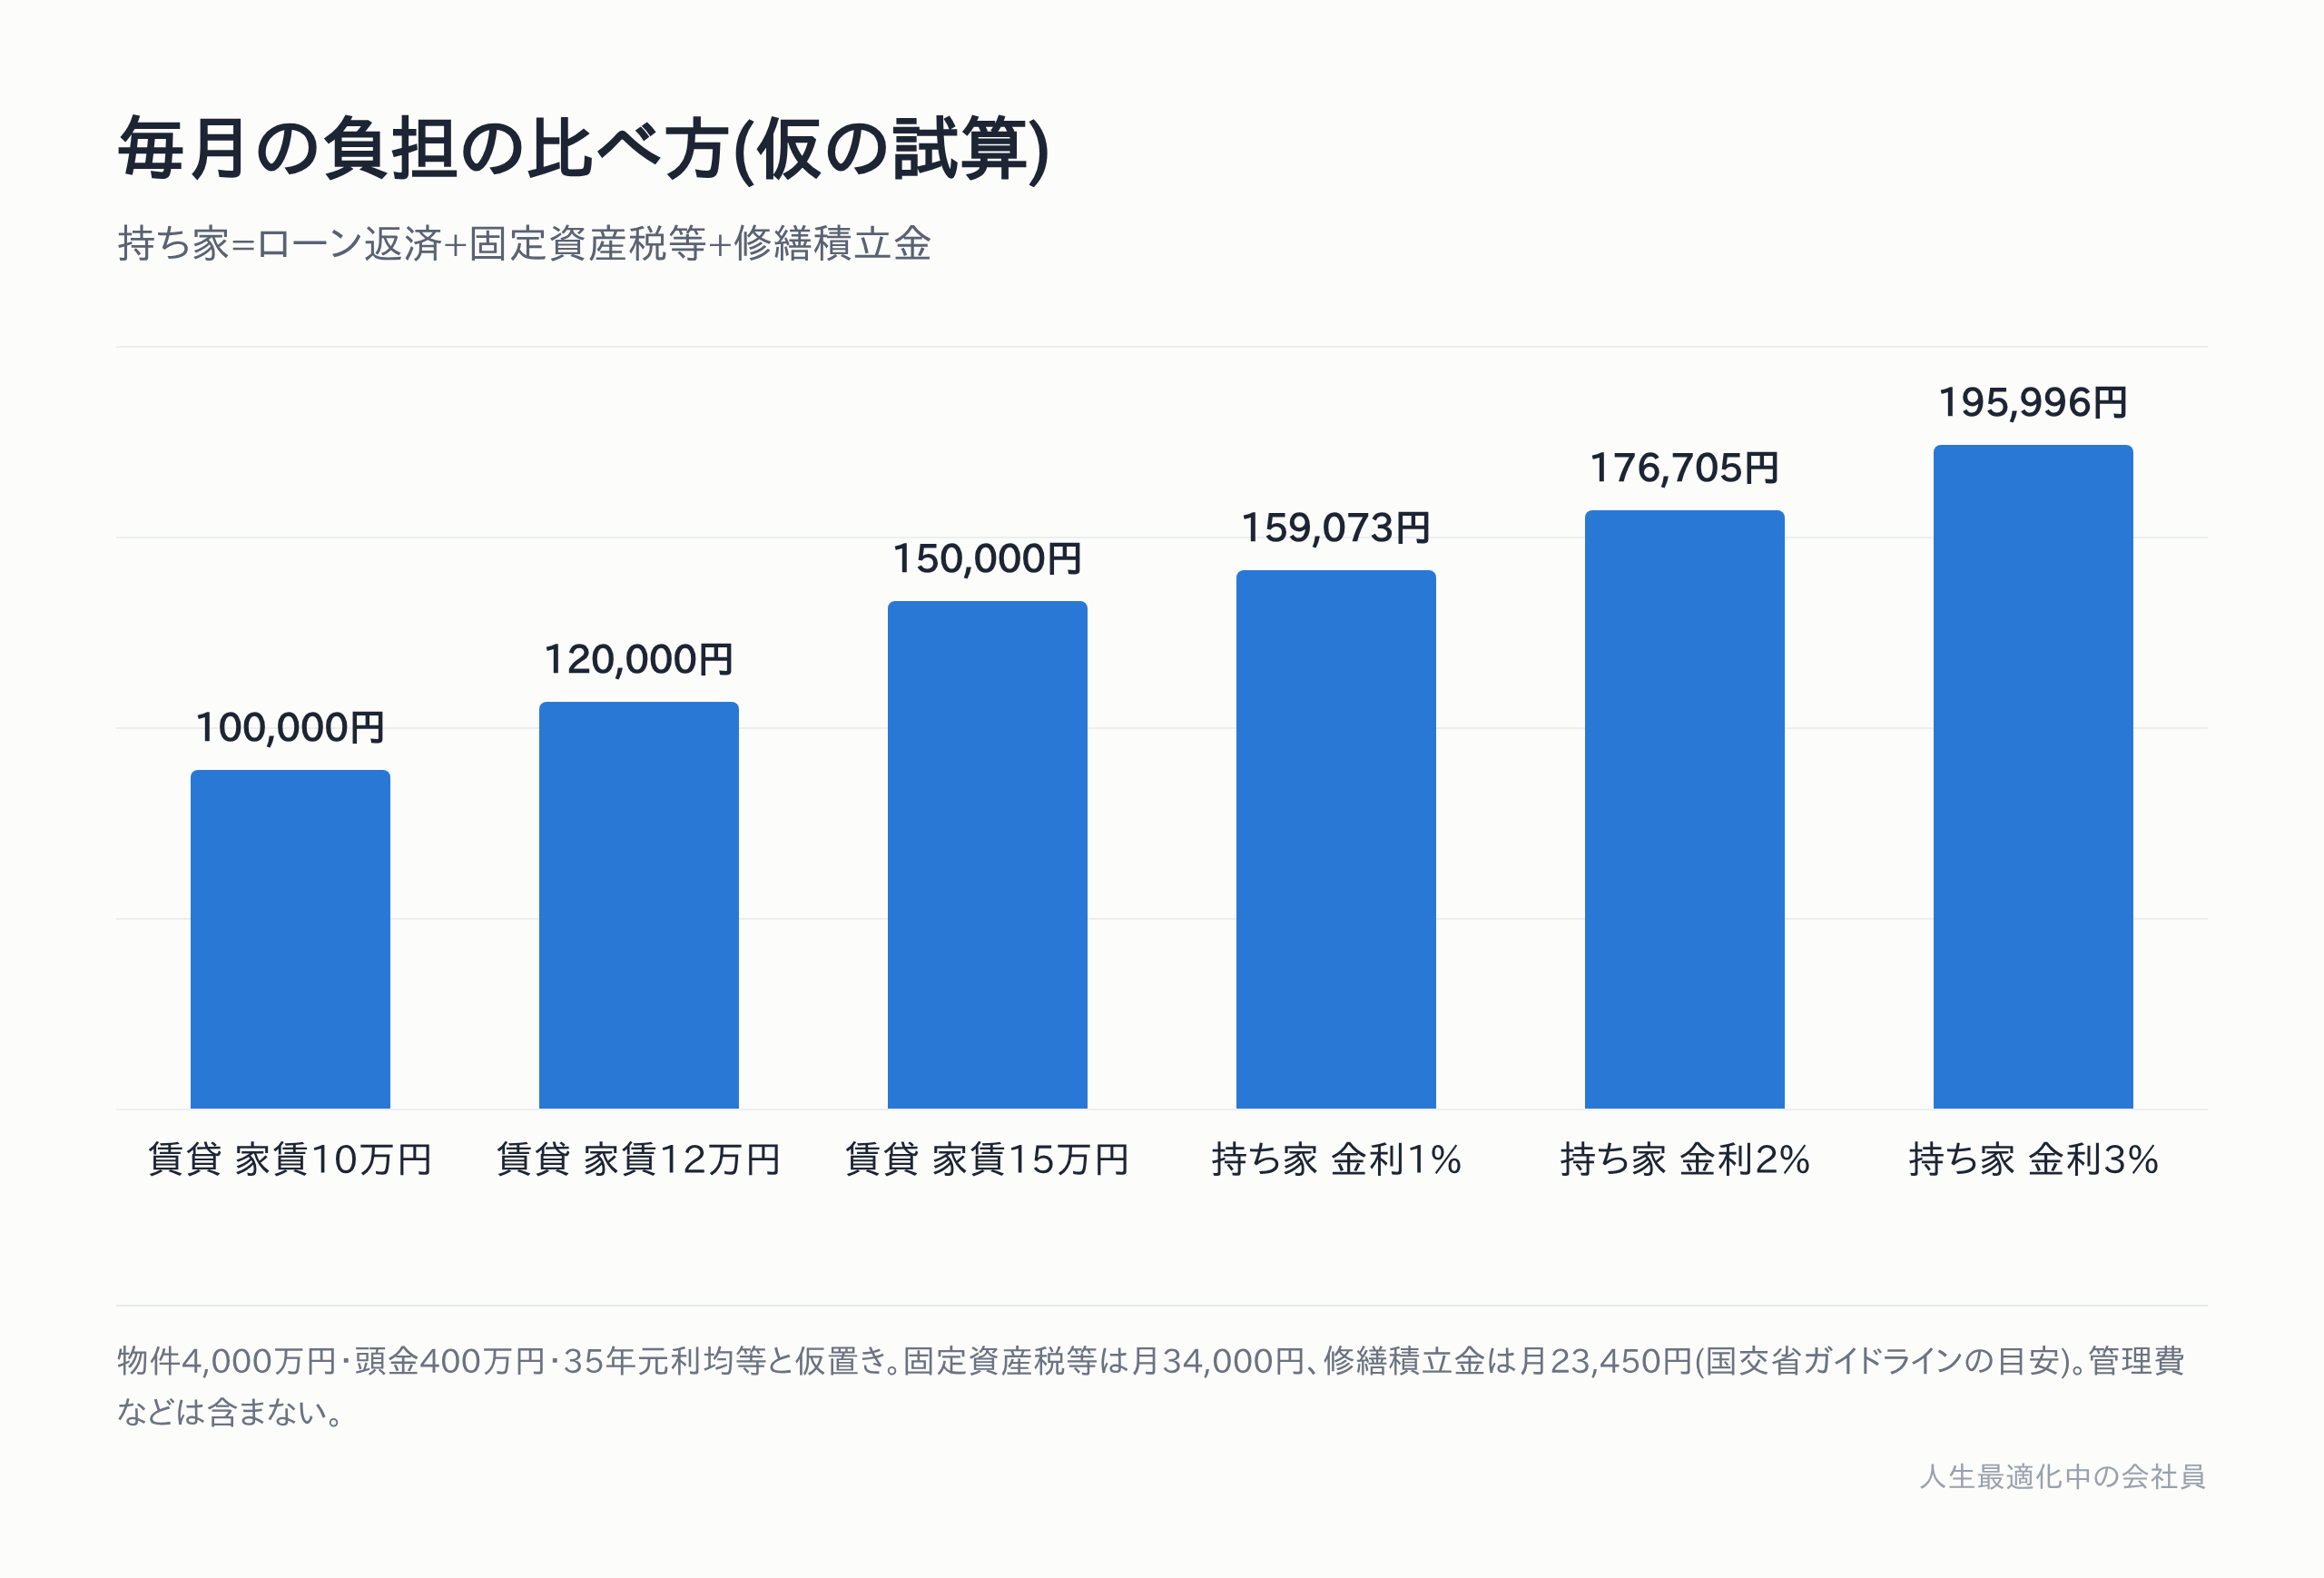 毎月の負担の比べ方(仮の試算)
持ち家=ローン返済+固定資産税等+修繕積立金
100,000円
120,000円
150,000円
159,073円
176,705円
195,996円
賃貸 家賃10万円
賃貸 家賃12万円
賃貸 家賃15万円
持ち家 金利1%
持ち家 金利2%
持ち家 金利3%
物件4,000万円・頭金400万円・35年元利均等と仮置き。固定資産税等は月34,000円、修繕積立金は月23,450円(国交省ガイドラインの目安)。管理費
などは含まない。
人生最適化中の会社員